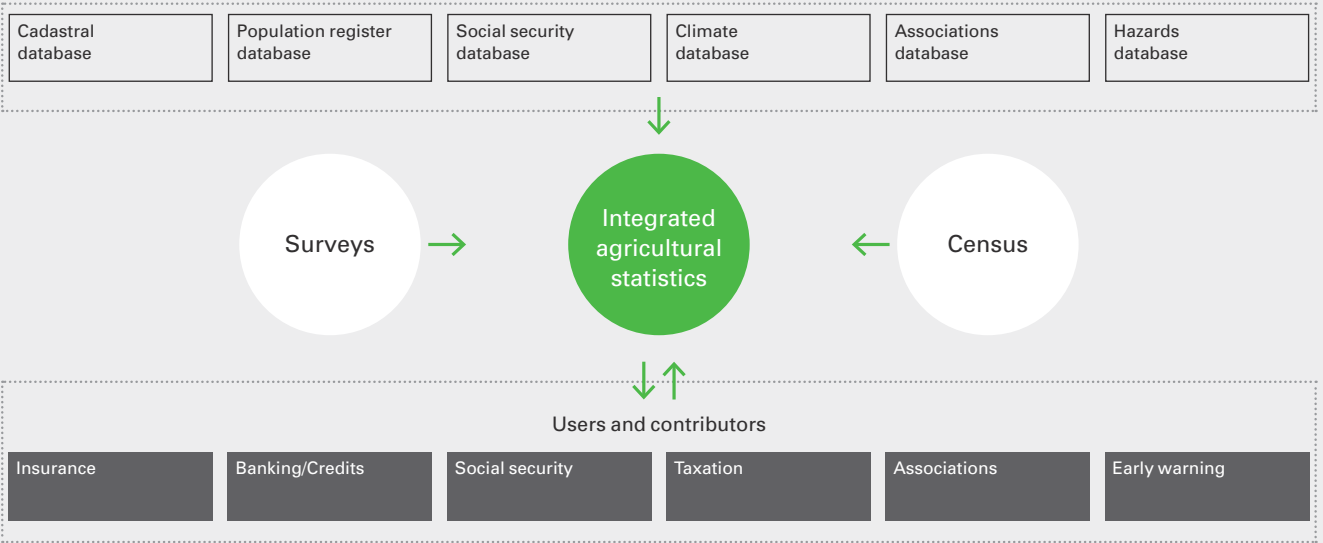 Cadastral
database
Population register
database
Social security
database
Climate
database
Associations
database
Hazards
database
Surveys
Integrated
agricultural
statistics
Census
Users and contributors
Insurance
Banking/Credits
Social security
Taxation
Associations
Early warning